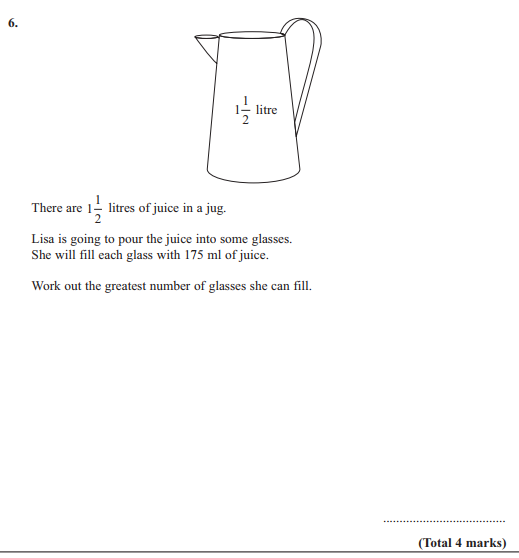 6.
1 1/2 litre
There are 1 1/2 litres of juice in a jug.
Lisa is going to pour the juice into some glasses.
She will fill each glass with 175 ml of juice.
Work out the greatest number of glasses she can fill.
......................................
(Total 4 marks)